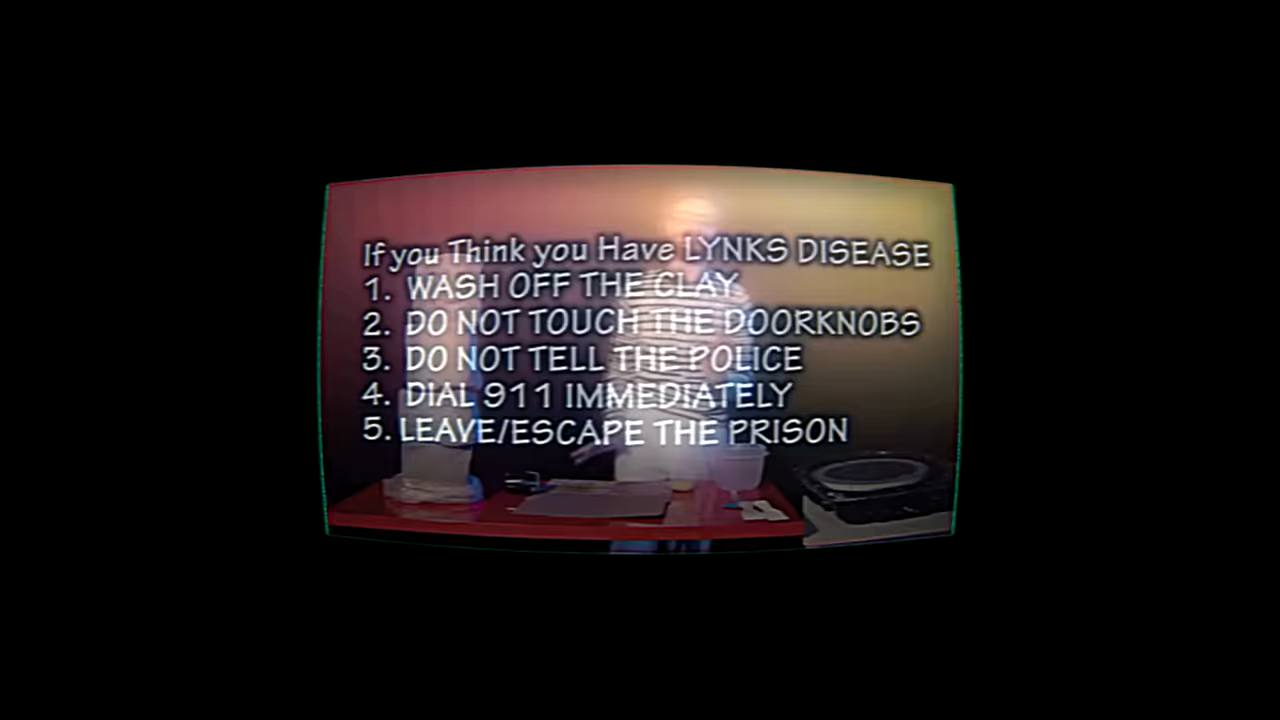 If you Think you Have LYNKS DISEASE
1. WASH OFF THE CLAY
2. DO NOT TOUCH THE DOORKNOBS
3. DO NOT TELL THE POLICE
4. DIAL 911 IMMEDIATELY
5. LEAVE/ESCAPE THE PRISON